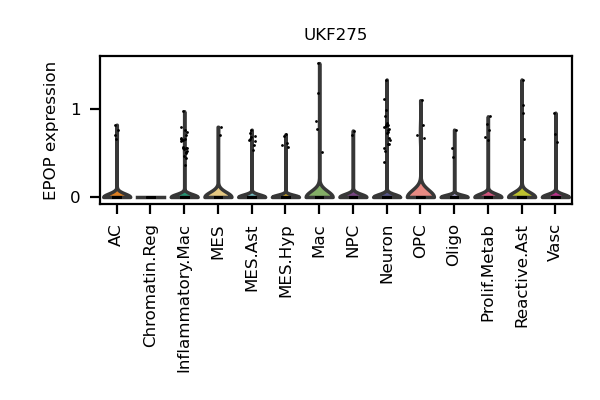 UKF275
EPOP expression
1
0
AC
Chromatin.Reg
Inflammatory.Mac
MES
MES.Ast
MES.Hyp
Mac
NPC
Neuron
OPC
Oligo
Prolif.Metab
Reactive.Ast
Vasc